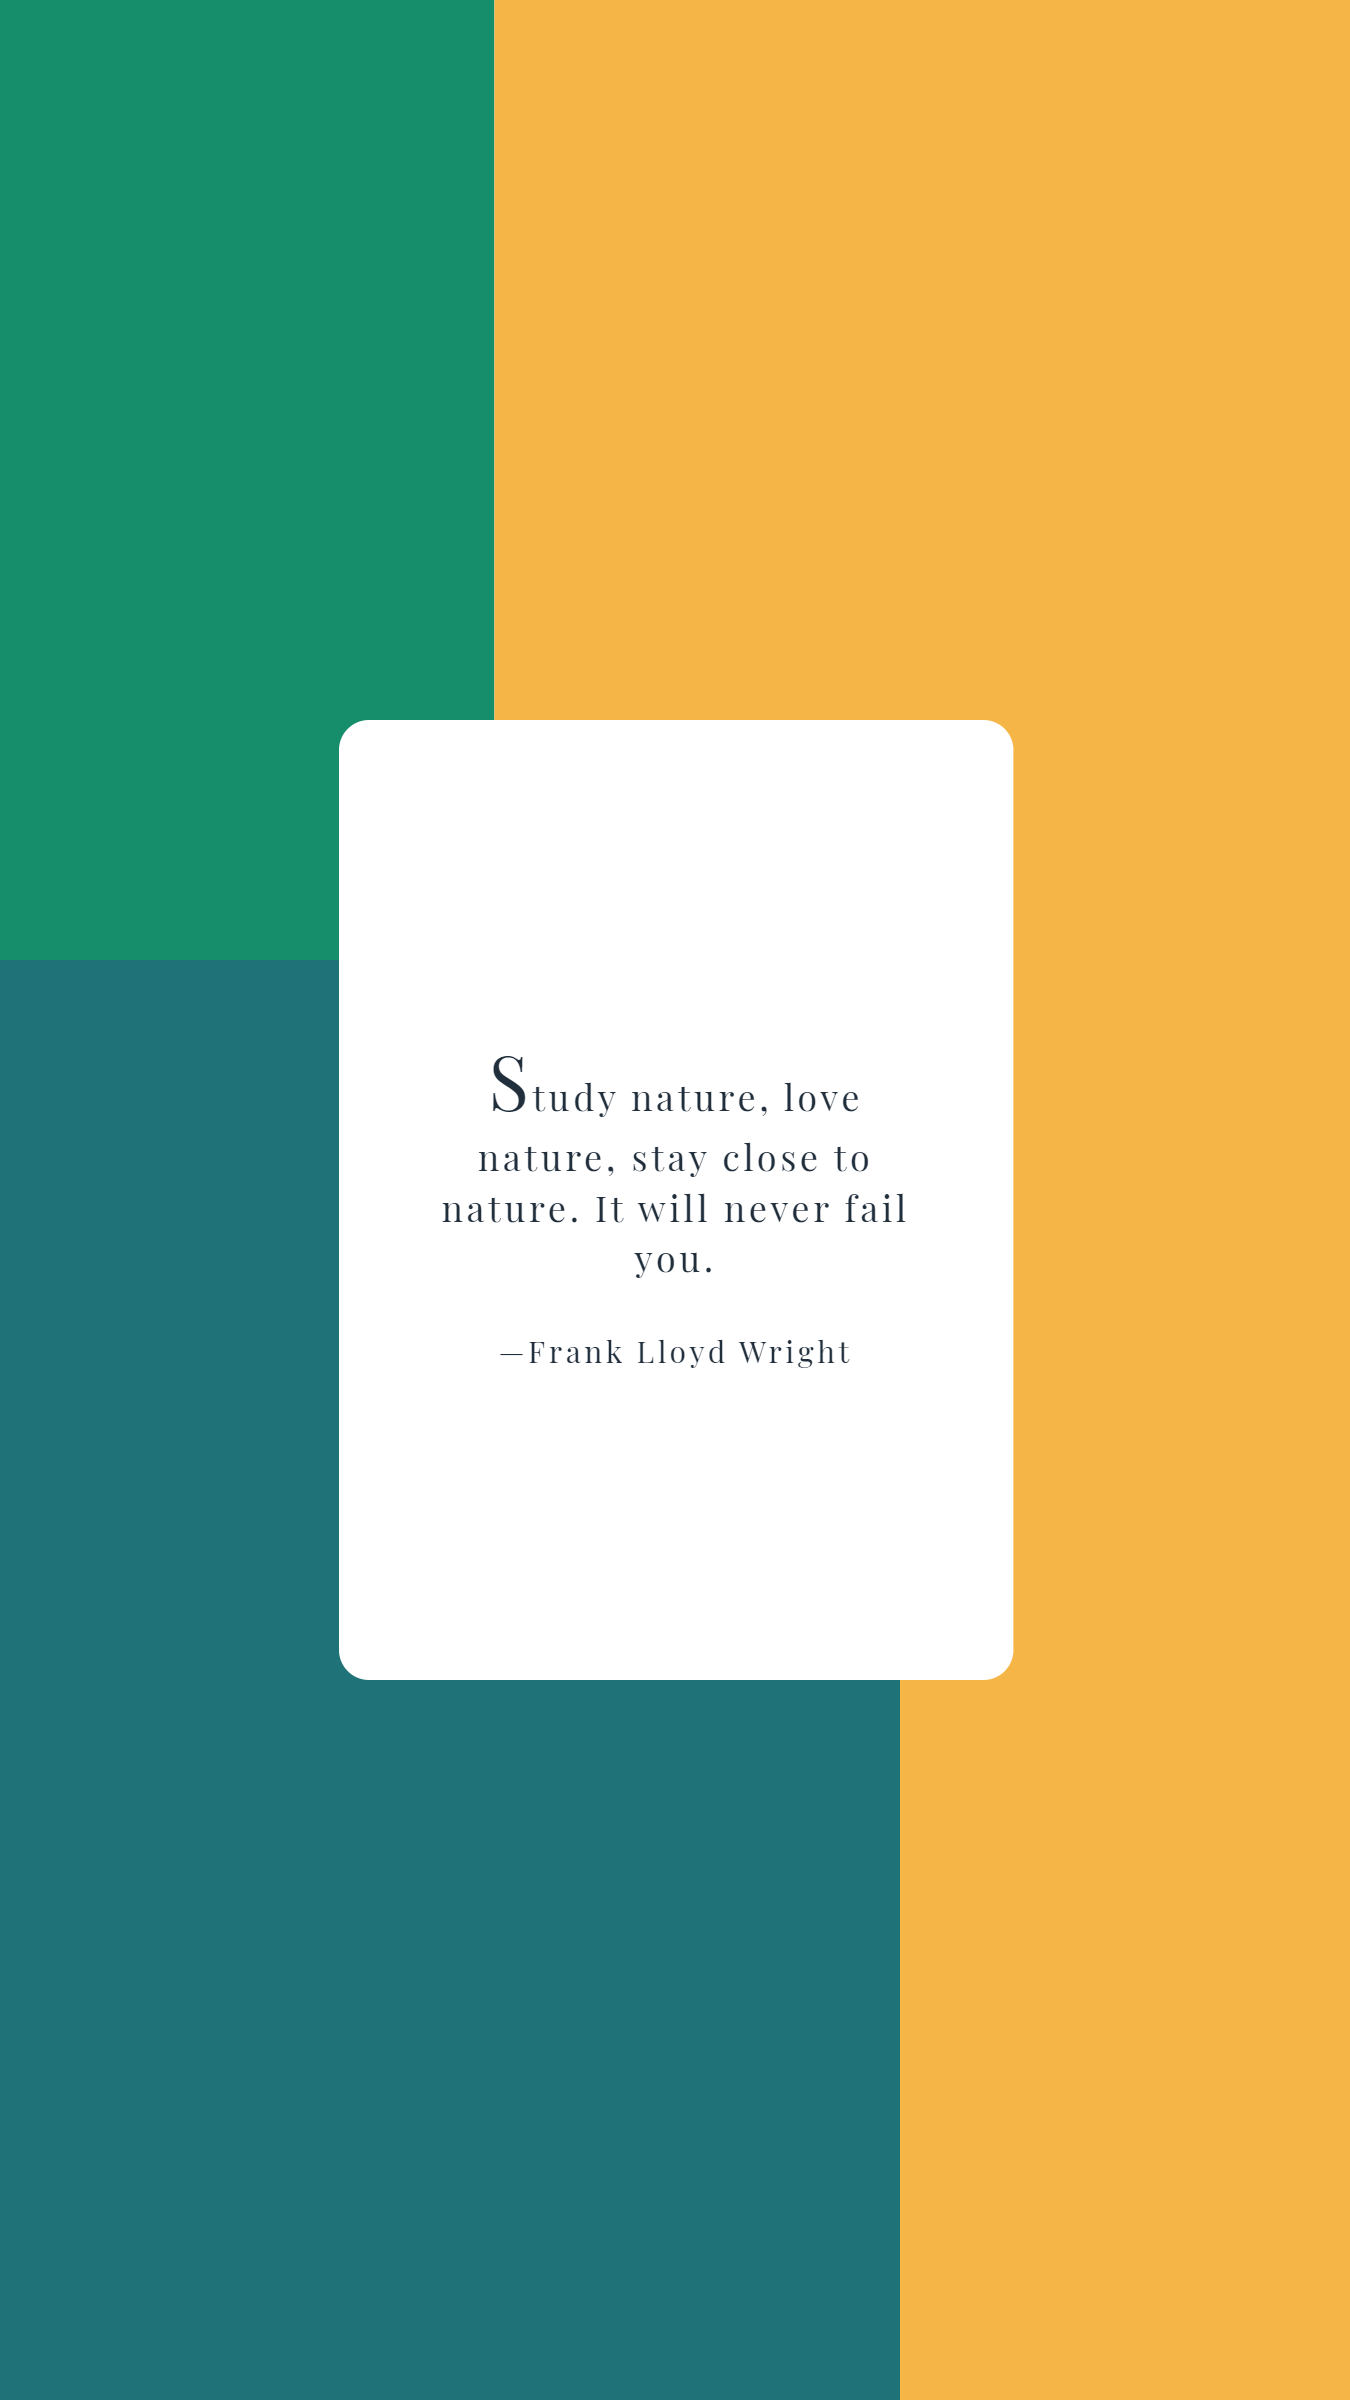 Study nature, love
nature, stay close to
nature. It will never fail
you.
—Frank Lloyd Wright